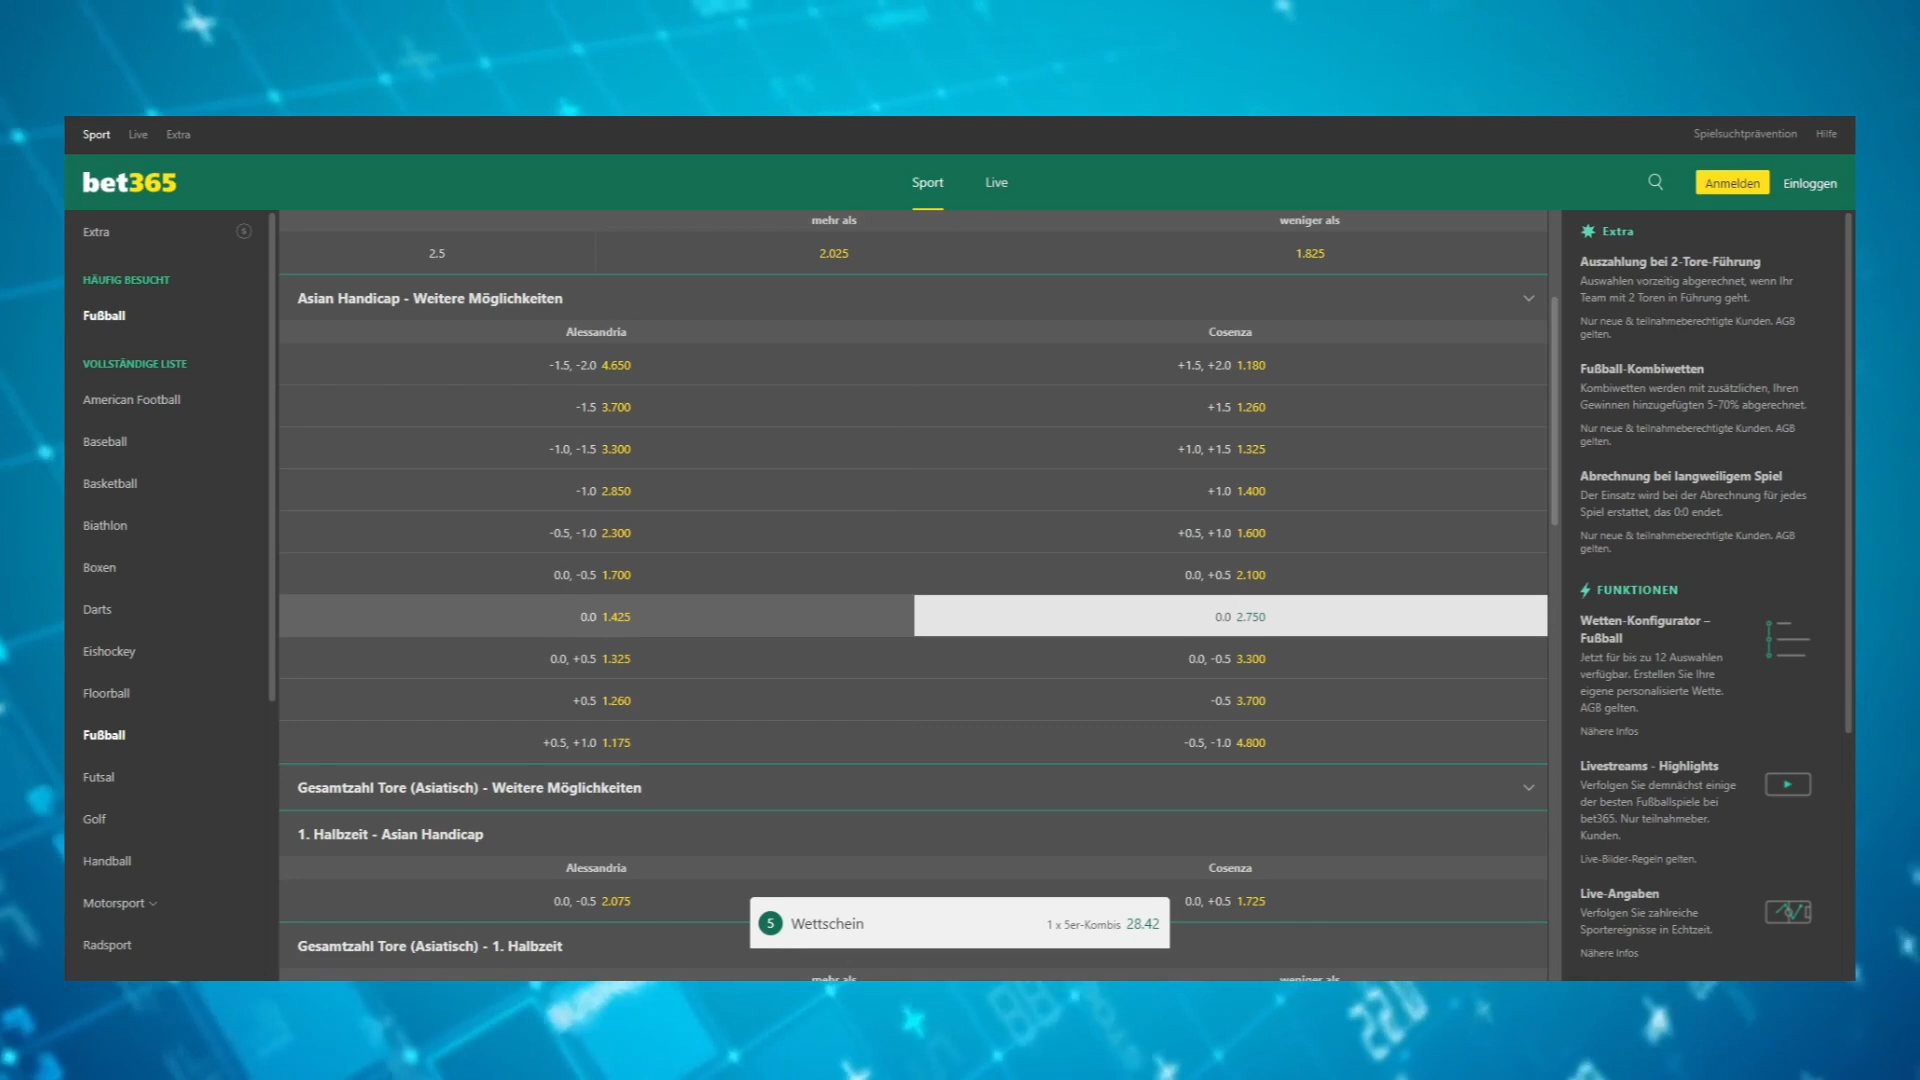 Sport Live Extra
Spielsuchtprävention Hilfe
bet365
Sport Live
Anmelden Einloggen
Extra
HÄUFIG BESUCHT
Fußball
VOLLSTÄNDIGE LISTE
American Football
Baseball
Basketball
Biathlon
Boxen
Darts
Eishockey
Floorball
Fußball
Futsal
Golf
Handball
Motorsport
Radsport
mehr als weniger als
2.5 2.025 1.825
Asian Handicap - Weitere Möglichkeiten
Alessandria Cosenza
-1.5, -2.0 4.650 +1.5, +2.0 1.180
-1.5 3.700 +1.5 1.260
-1.0, -1.5 3.300 +1.0, +1.5 1.325
-1.0 2.850 +1.0 1.400
-0.5, -1.0 2.300 +0.5, +1.0 1.600
0.0, -0.5 1.700 0.0, +0.5 2.100
0.0 1.425 0.0 2.750
0.0, +0.5 1.325 0.0, -0.5 3.300
+0.5 1.260 -0.5 3.700
+0.5, +1.0 1.175 -0.5, -1.0 4.800
Gesamtzahl Tore (Asiatisch) - Weitere Möglichkeiten
1. Halbzeit - Asian Handicap
Alessandria Cosenza
0.0, -0.5 2.075 0.0, +0.5 1.725
5 Wettschein 1 x 5er-Kombis 28.42
Gesamtzahl Tore (Asiatisch) - 1. Halbzeit
mehr als weniger als
Extra
Auszahlung bei 2-Tore-Führung
Auswahlen vorzeitig abgerechnet, wenn Ihr
Team mit 2 Toren in Führung geht.
Nur neue & teilnahmeberechtigte Kunden. AGB
gelten.
Fußball-Kombiwetten
Kombiwetten werden mit zusätzlichen, Ihren
Gewinnen hinzugefügten 5-70% abgerechnet.
Nur neue & teilnahmeberechtigte Kunden. AGB
gelten.
Abrechnung bei langweiligem Spiel
Der Einsatz wird bei der Abrechnung für jedes
Spiel erstattet, das 0:0 endet.
Nur neue & teilnahmeberechtigte Kunden. AGB
gelten.
FUNKTIONEN
Wetten-Konfigurator –
Fußball
Jetzt für bis zu 12 Auswahlen
verfügbar. Erstellen Sie Ihre
eigene personalisierte Wette.
AGB gelten.
Nähere Infos
Livestreams - Highlights
Verfolgen Sie demnächst einige
der besten Fußballspiele bei
bet365. Nur teilnahmeber.
Kunden.
Live-Bilder-Regeln gelten.
Live-Angaben
Verfolgen Sie zahlreiche
Sportereignisse in Echtzeit.
Nähere Infos